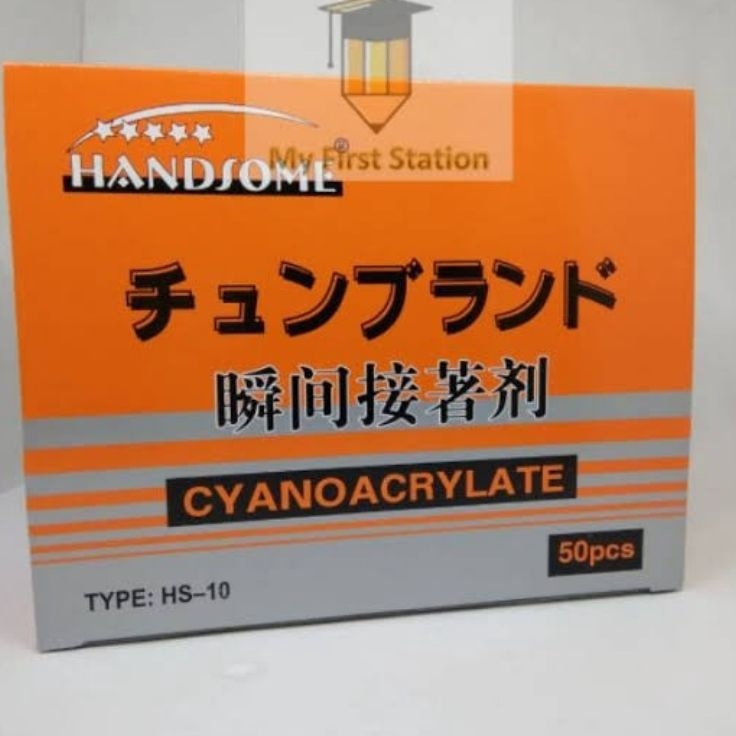 My First Station
HANDSOME®
チュンブランド
瞬间接著剂
CYANOACRYLATE
50pcs
TYPE: HS-10